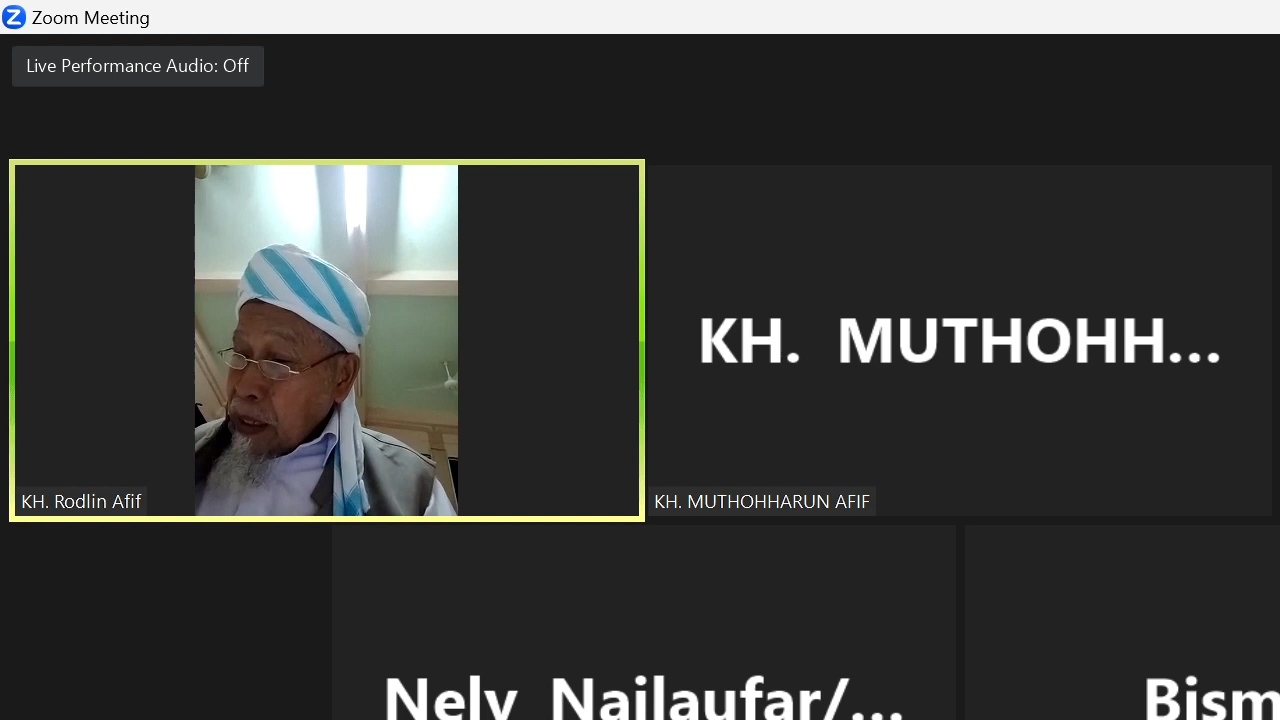 Zoom Meeting
Live Performance Audio: Off
KH. MUTHOHH...
KH. Rodlin Afif
KH. MUTHOHHARUN AFIF
Nely Nailaufar/...
Bism